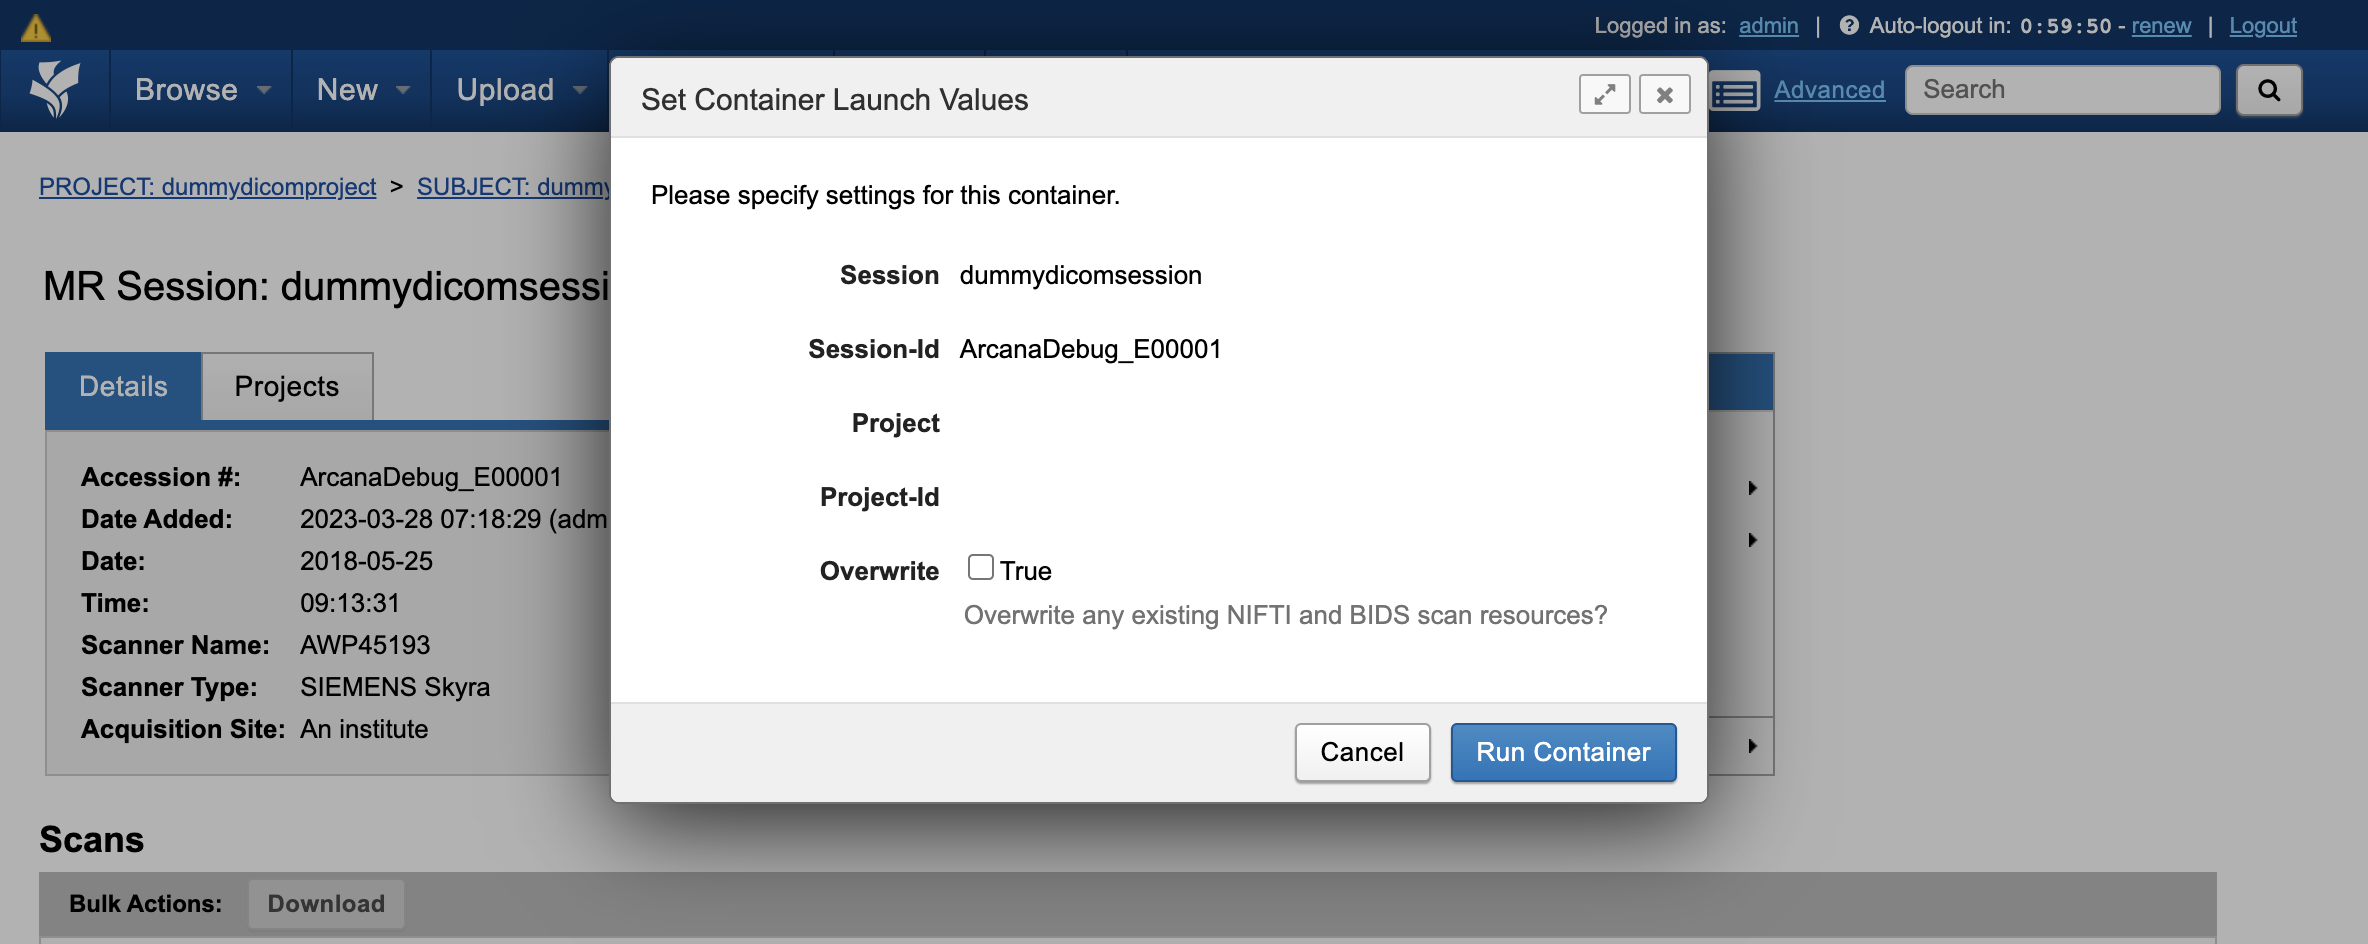 Logged in as: admin | Auto-logout in: 0:59:50 - renew | Logout
Browse New Upload Advanced Search
PROJECT: dummydicomproject > SUBJECT: dummy
MR Session: dummydicomsessi
Details Projects
Accession #: ArcanaDebug_E00001
Date Added: 2023-03-28 07:18:29 (adm
Date: 2018-05-25
Time: 09:13:31
Scanner Name: AWP45193
Scanner Type: SIEMENS Skyra
Acquisition Site: An institute
Set Container Launch Values
Please specify settings for this container.
Session dummydicomsession
Session-Id ArcanaDebug_E00001
Project
Project-Id
Overwrite True
Overwrite any existing NIFTI and BIDS scan resources?
Cancel Run Container
Scans
Bulk Actions: Download